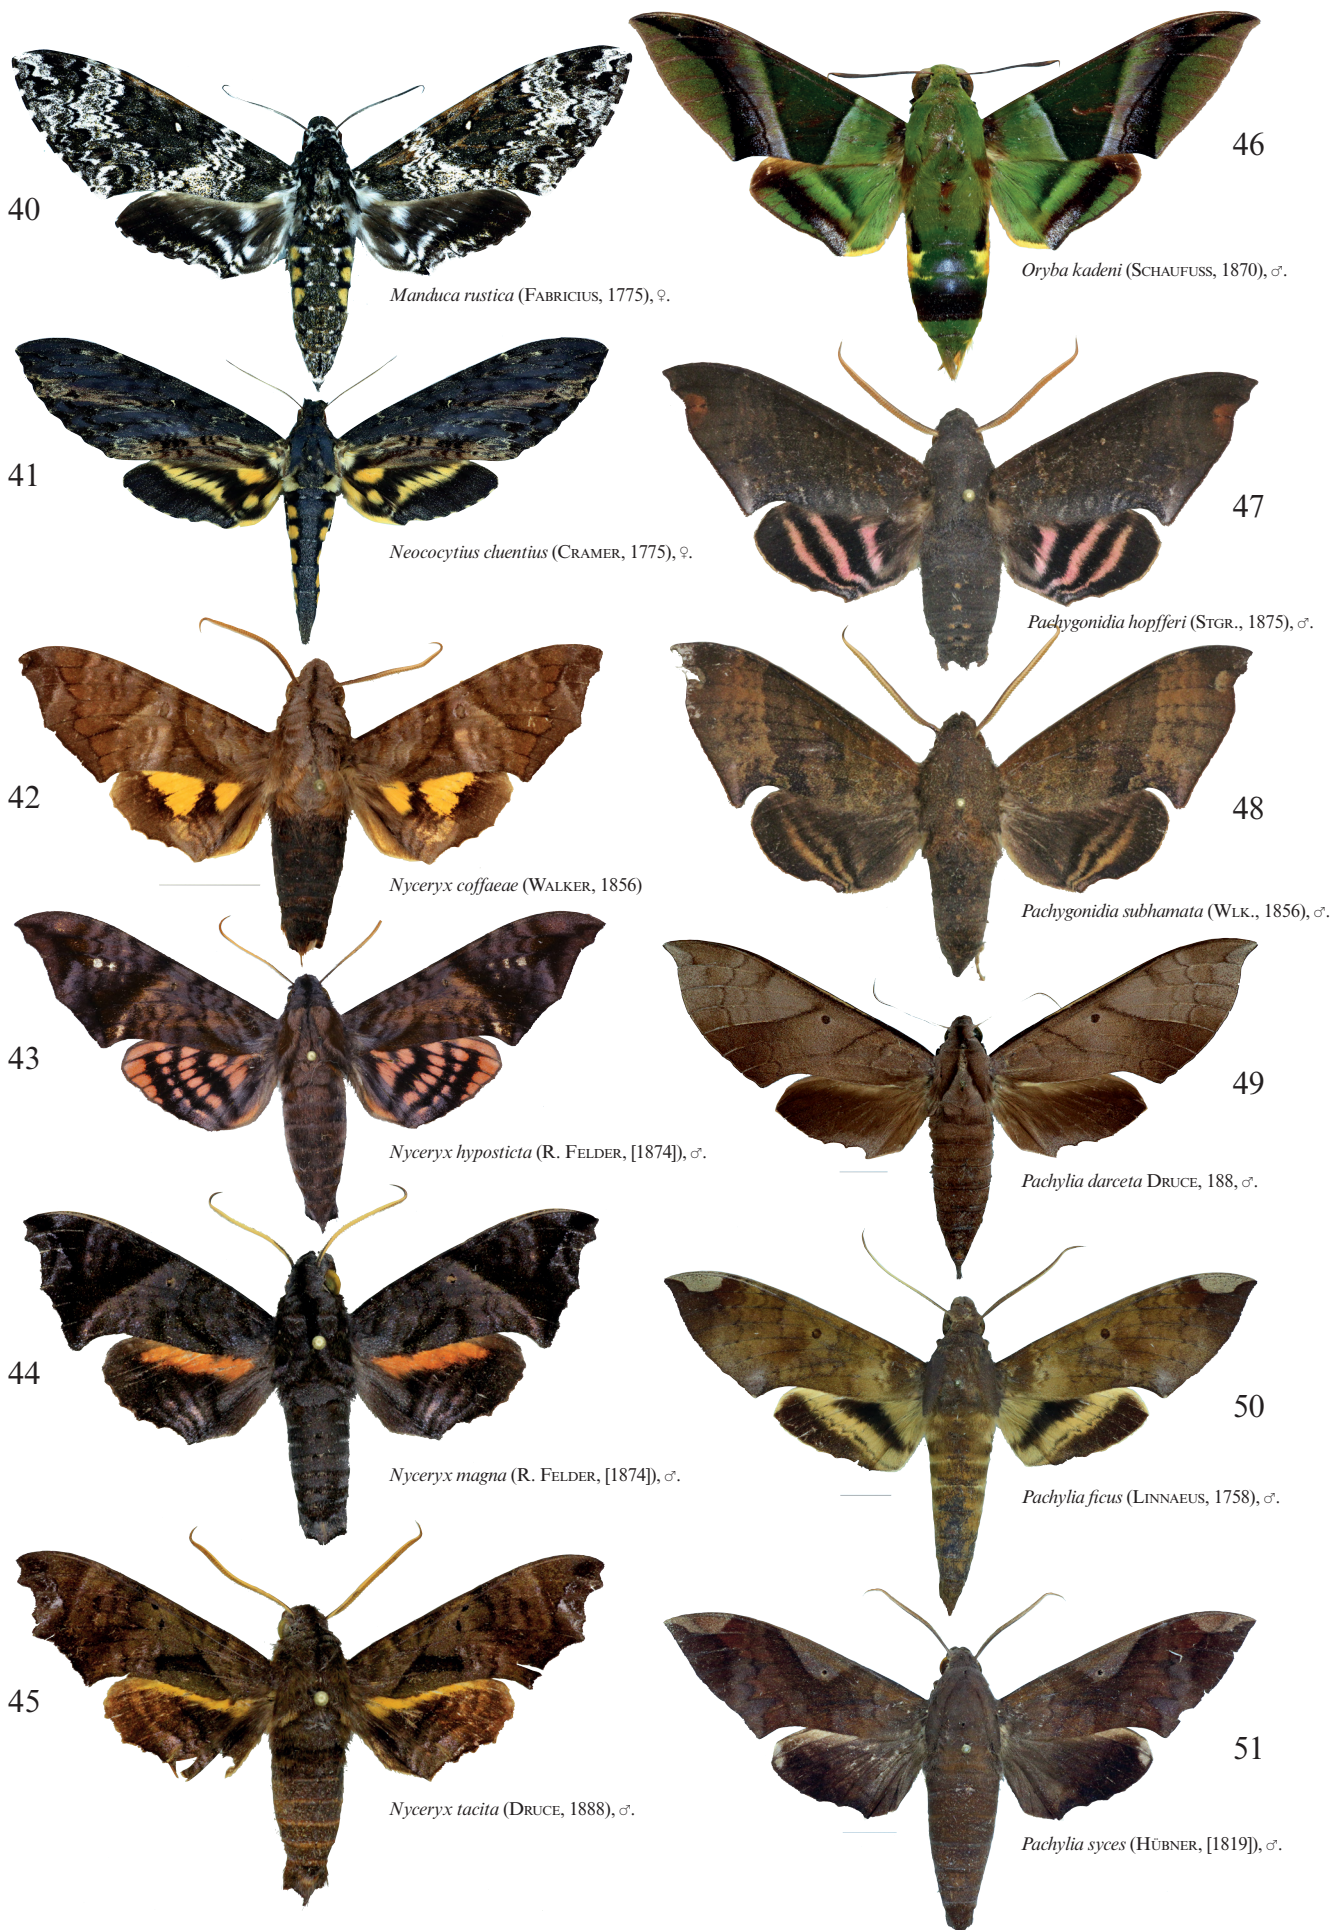 40
Manduca rustica (FABRICIUS, 1775), ♀.
41
Neococytius cluentius (CRAMER, 1775), ♀.
42
Nyceryx coffaeae (WALKER, 1856)
43
Nyceryx hyposticta (R. FELDER, [1874]), ♂.
44
Nyceryx magna (R. FELDER, [1874]), ♂.
45
Nyceryx tacita (DRUCE, 1888), ♂.
46
Oryba kadeni (SCHAUFUSS, 1870), ♂.
47
Pachygonidia hopfferi (STGR., 1875), ♂.
48
Pachygonidia subhamata (WLK., 1856), ♂.
49
Pachylia darceta DRUCE, 188, ♂.
50
Pachylia ficus (LINNAEUS, 1758), ♂.
51
Pachylia syces (HÜBNER, [1819]), ♂.